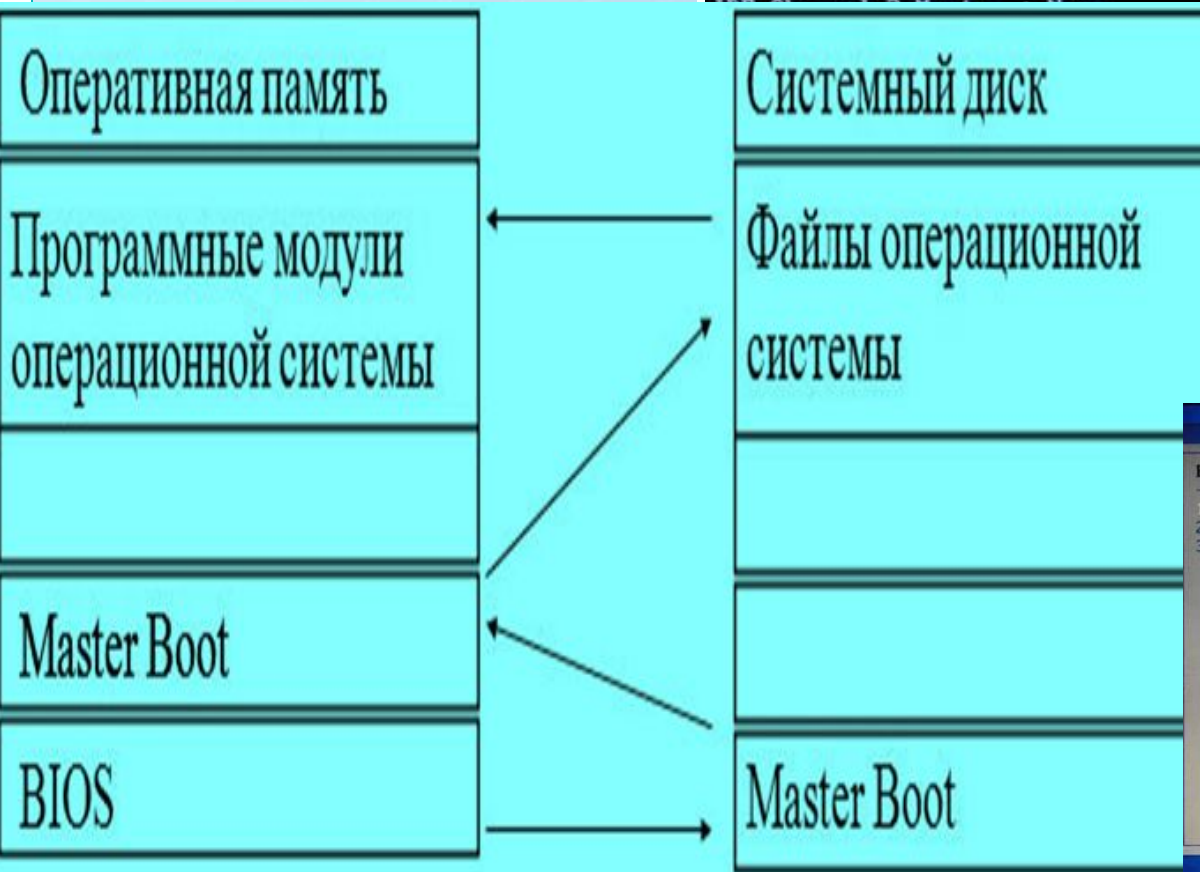 Оперативная память
Программные модули
операционной системы
Master Boot
BIOS
Системный диск
Файлы операционной
системы
Master Boot